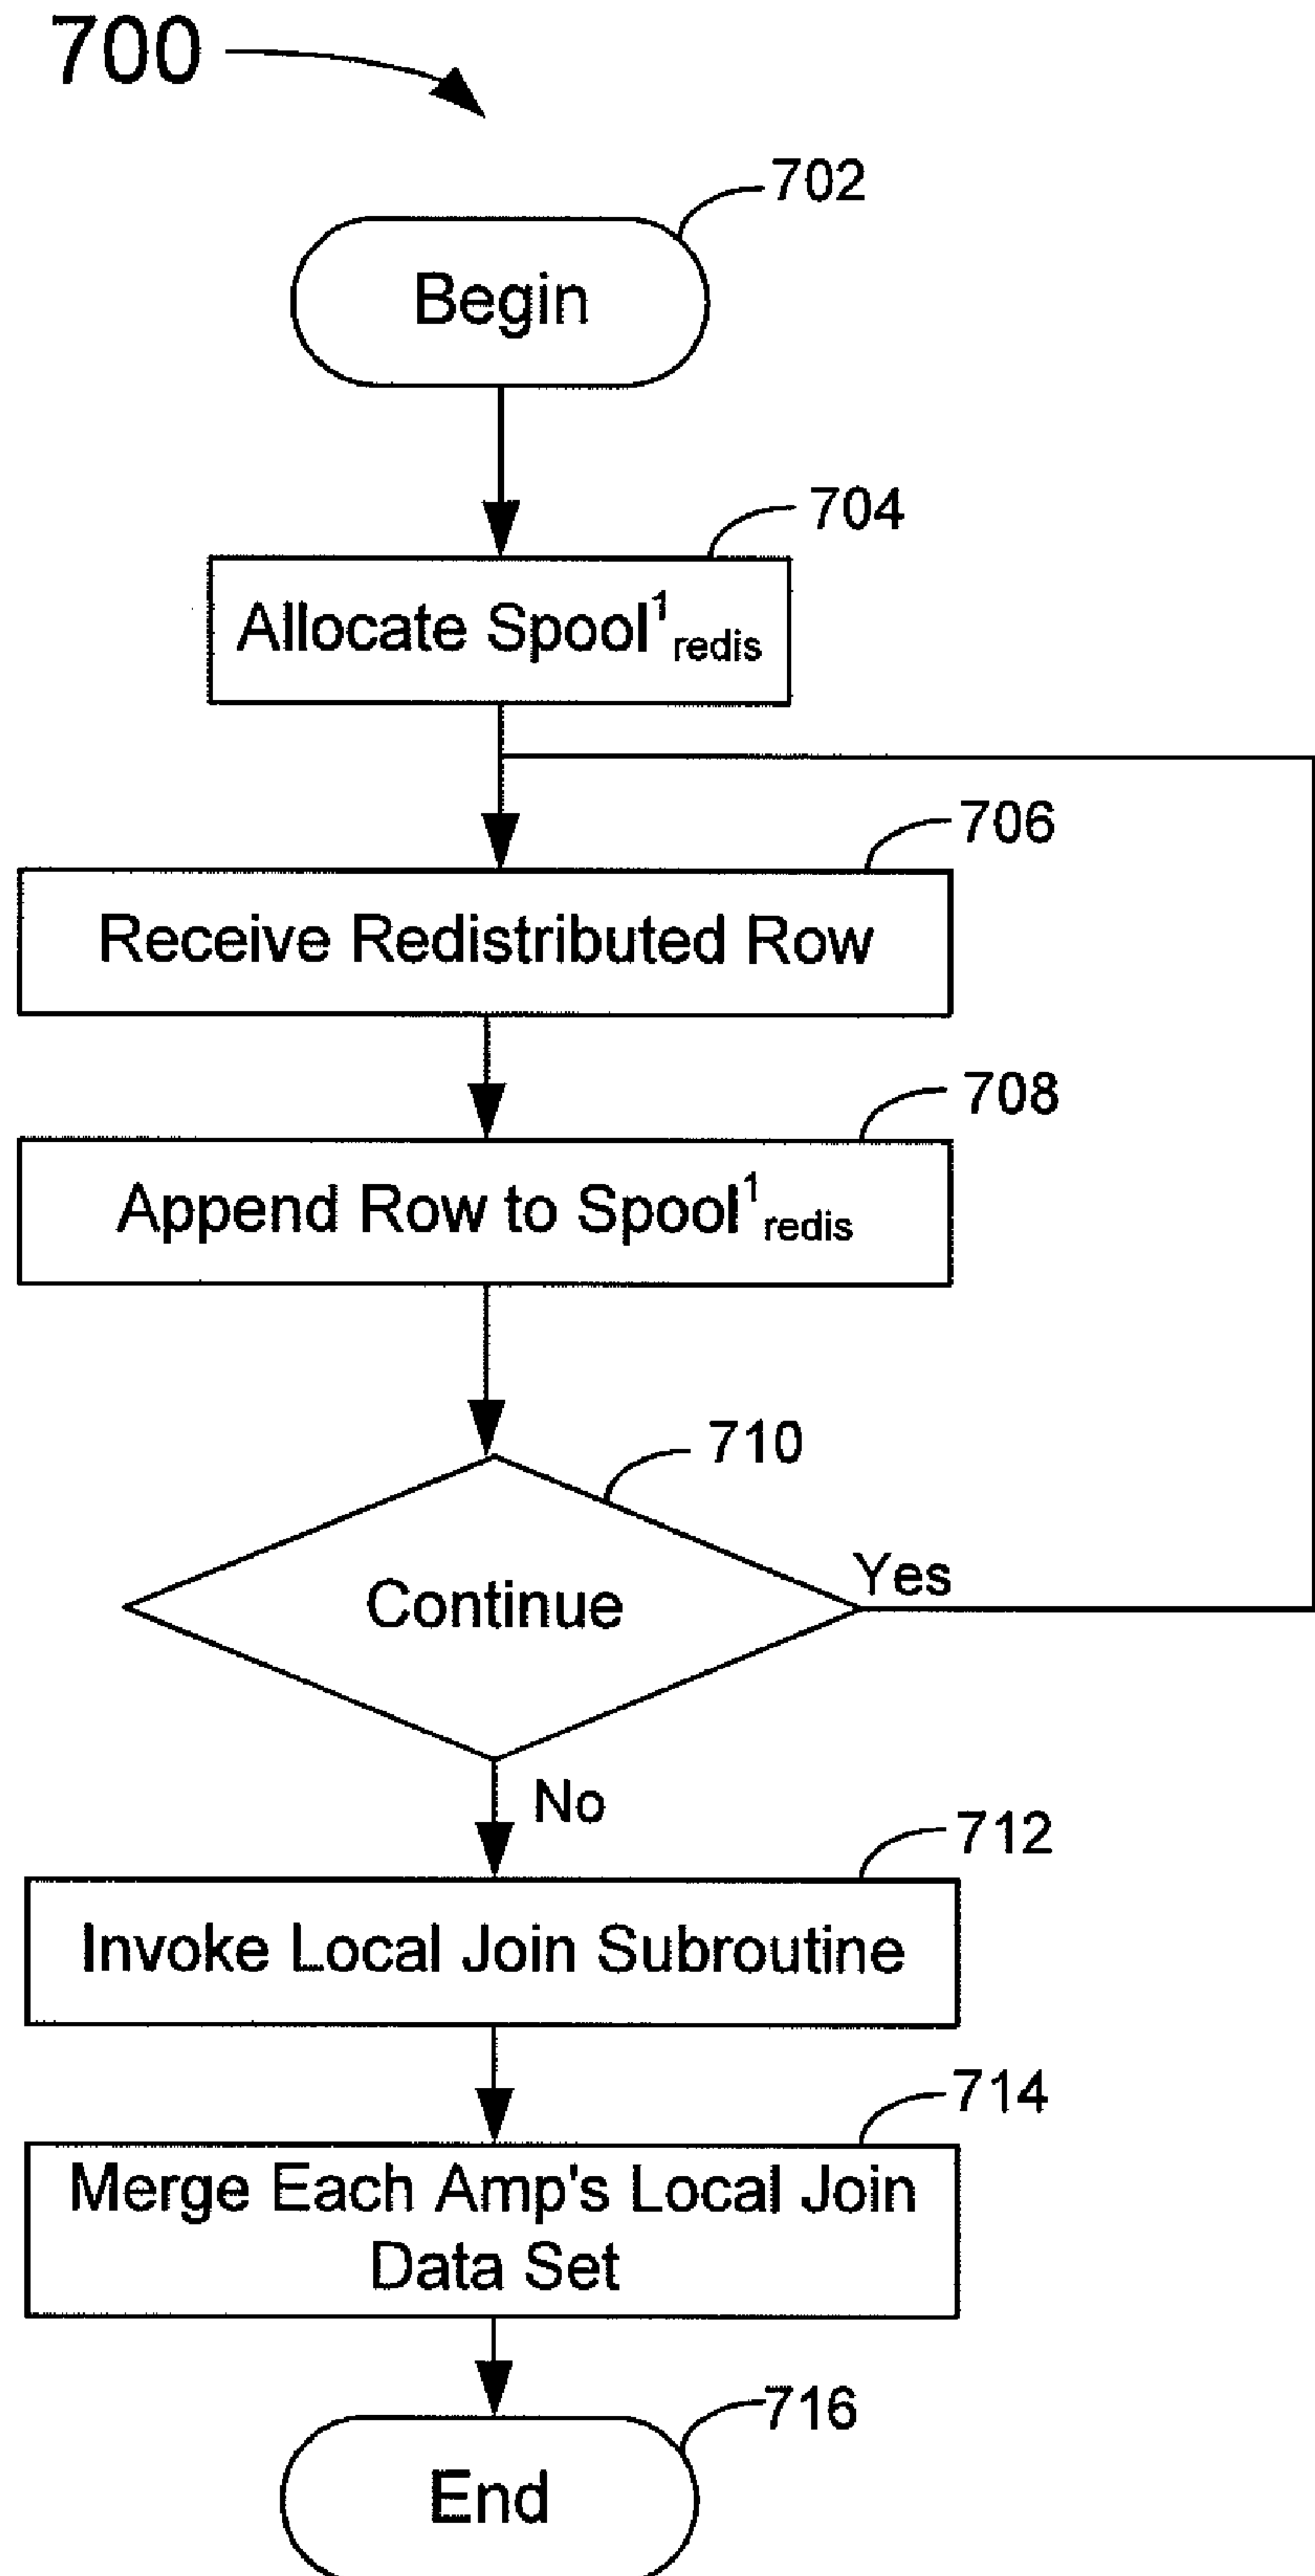 700
702
Begin
704
Allocate Spool¹redis
706
Receive Redistributed Row
708
Append Row to Spool¹redis
710
Continue
Yes
No
712
Invoke Local Join Subroutine
714
Merge Each Amp's Local Join
Data Set
716
End